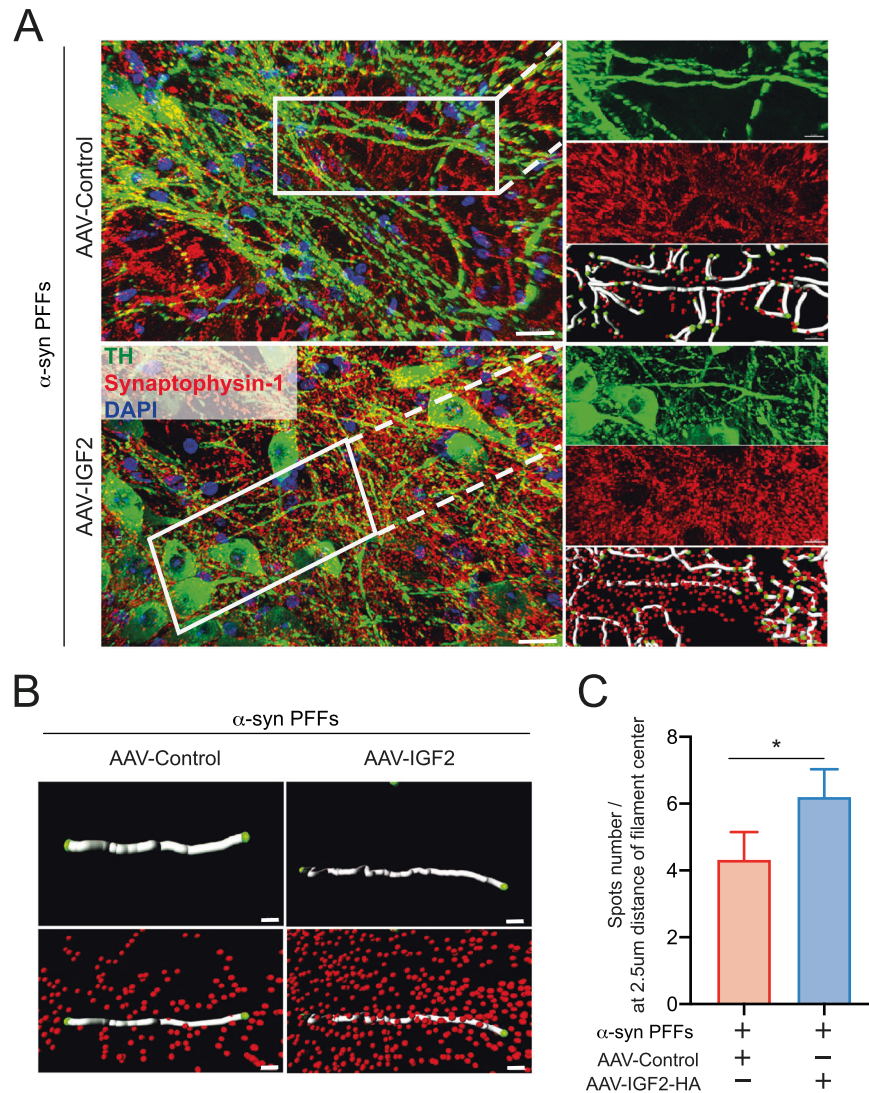 A
α-syn PFFs
AAV-Control
AAV-IGF2
TH
Synaptophysin-1
DAPI
B
α-syn PFFs
AAV-Control
AAV-IGF2
C
Spots number /
at 2.5um distance of filament center
8
6
4
2
0
*
α-syn PFFs + +
AAV-Control + −
AAV-IGF2-HA − +